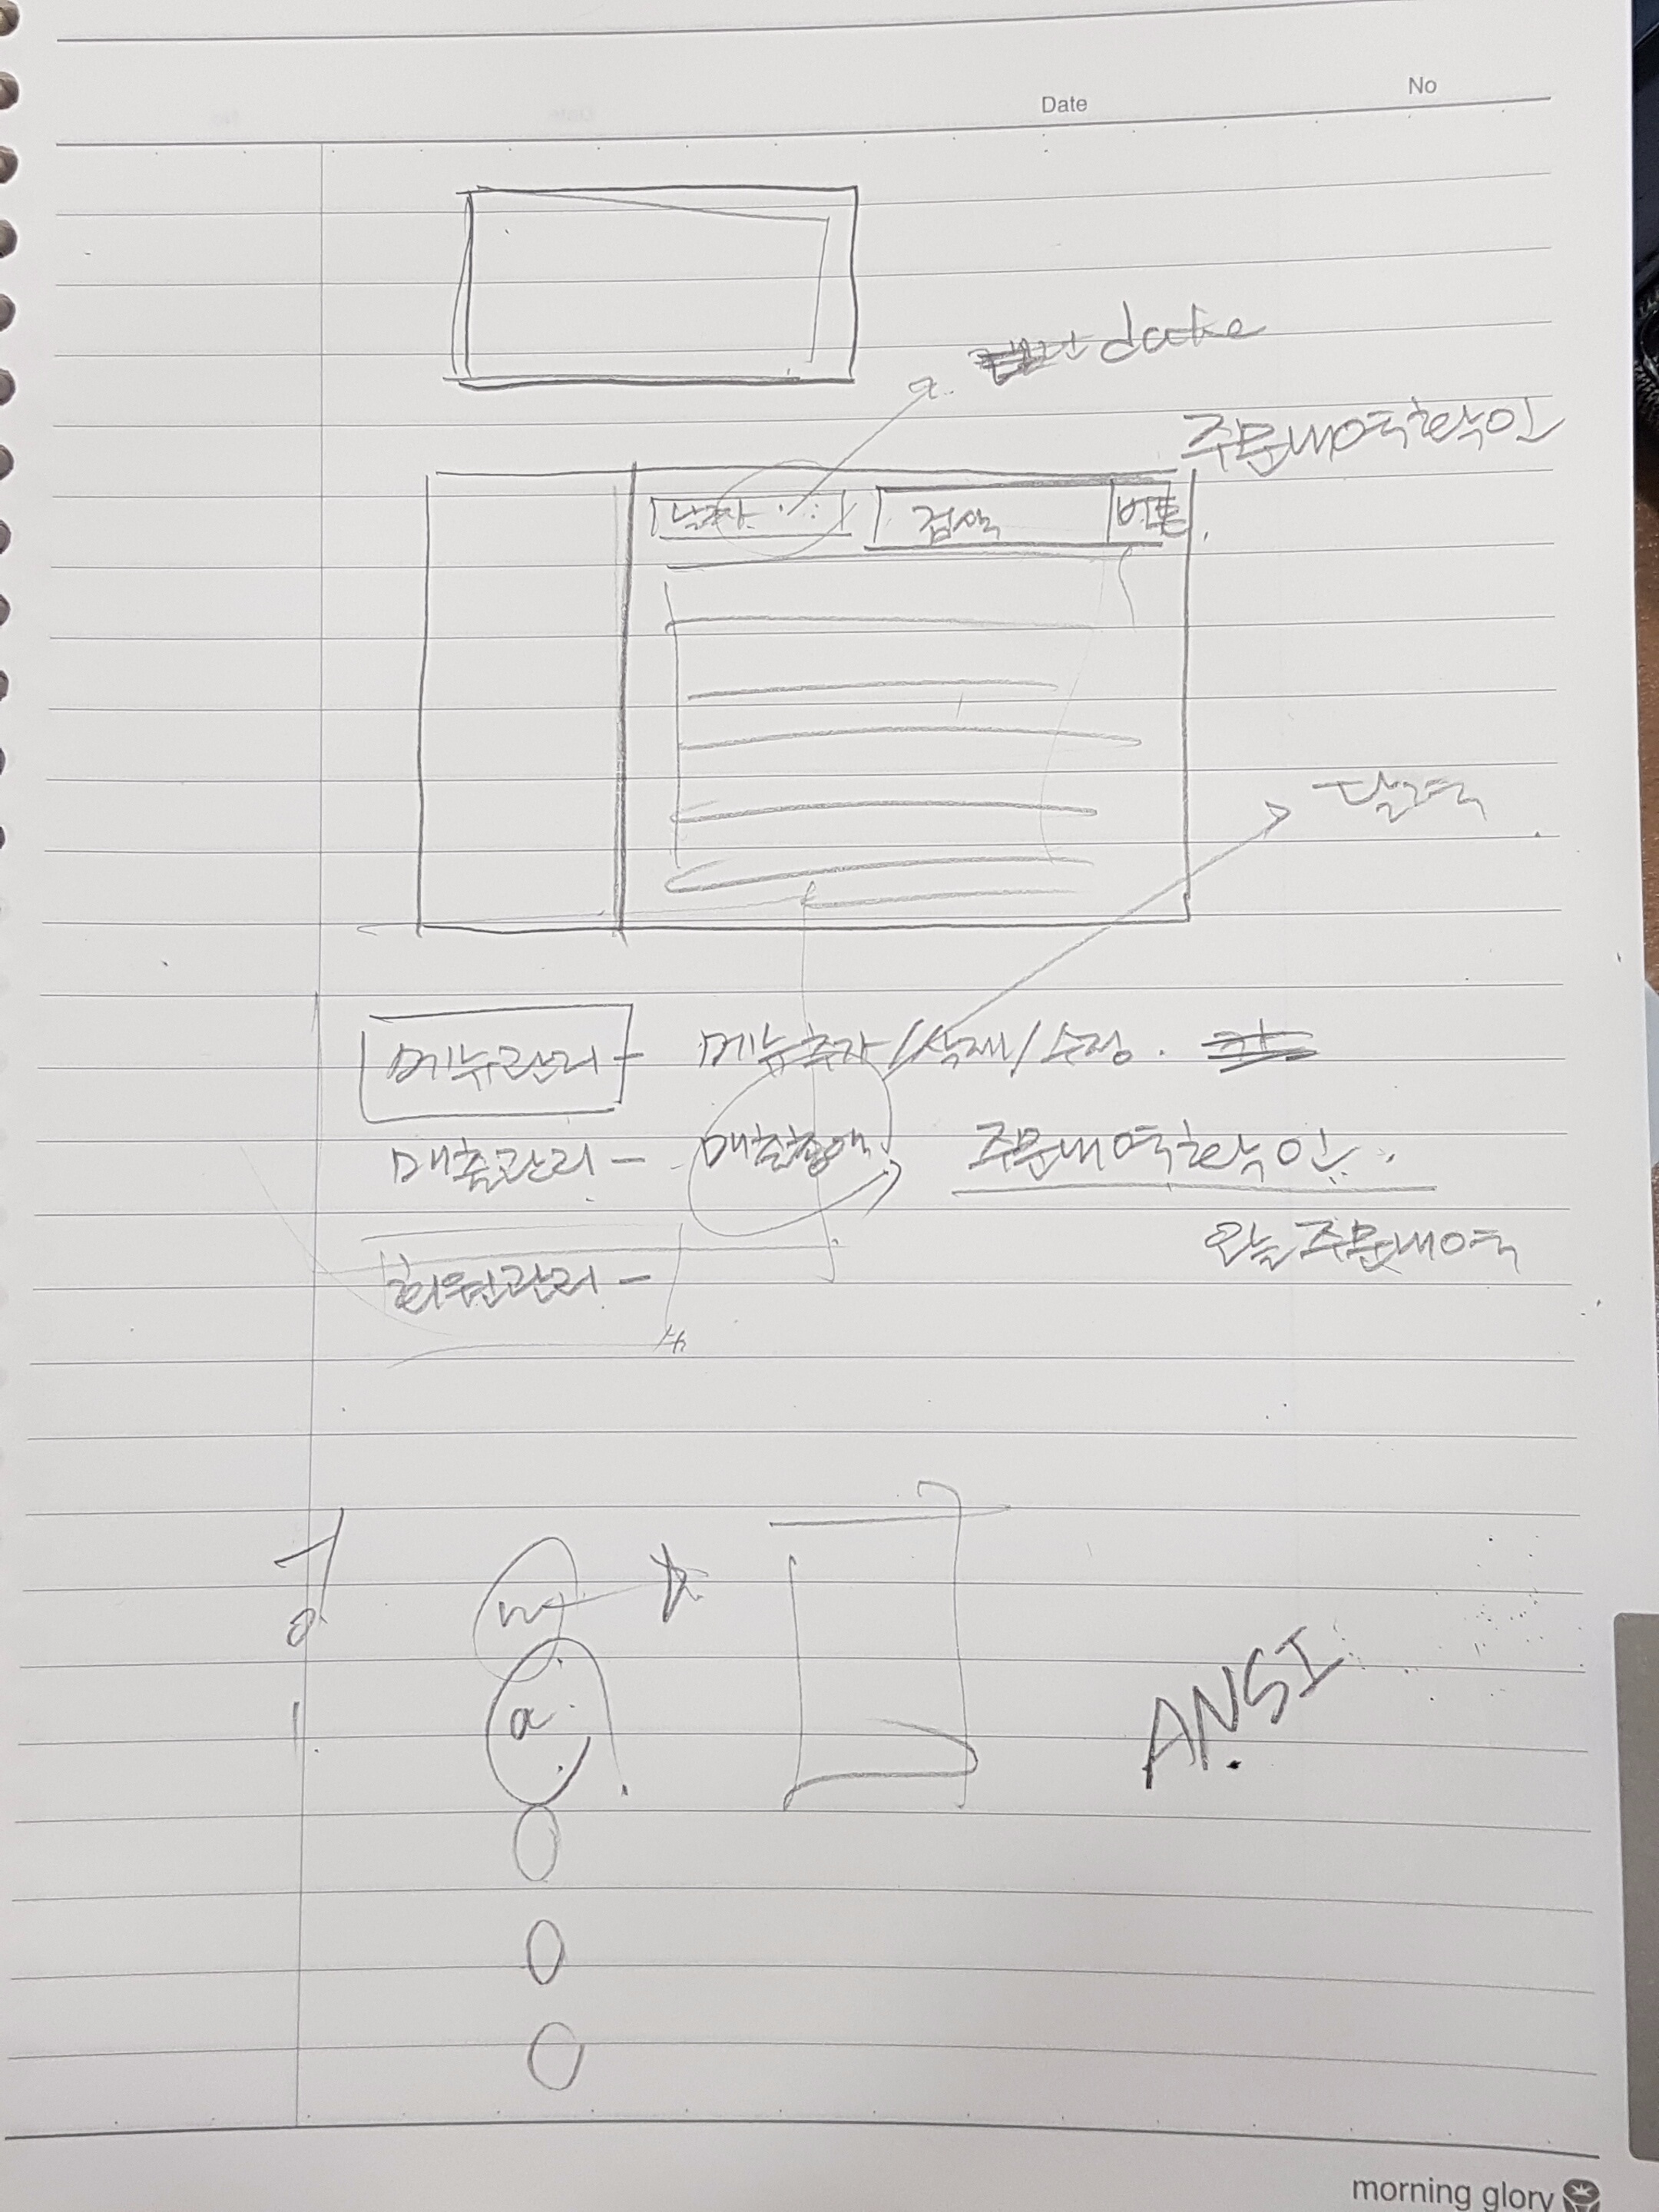 No
Date
date
주문내역확인
날짜 검색 버튼
달력
메뉴관리 - 메뉴추가/삭제/수정.
매출관리 - 매출총액, 주문내역확인..
오늘주문내역
회원관리 -
a
ANSI
morning glory